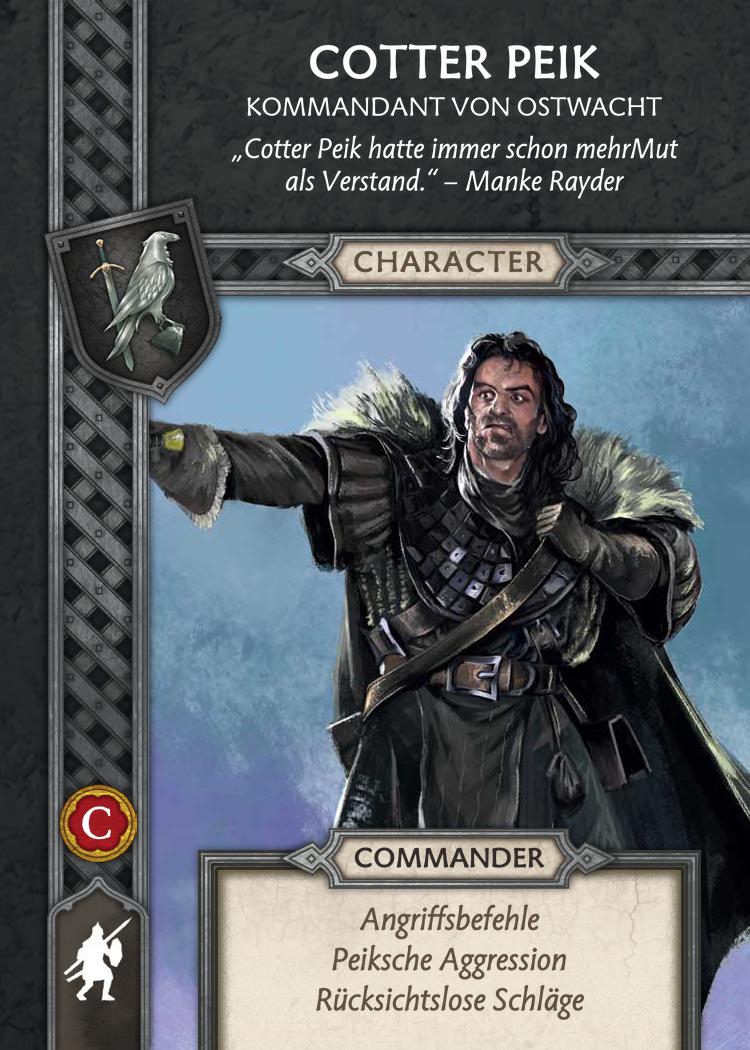 COTTER PEIK
KOMMANDANT VON OSTWACHT
„Cotter Peik hatte immer schon mehrMut
als Verstand.“ – Manke Rayder
CHARACTER
C
COMMANDER
Angriffsbefehle
Peiksche Aggression
Rücksichtslose Schläge